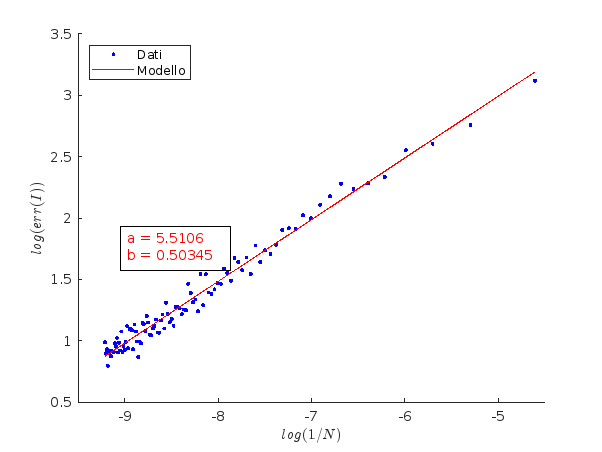 3.5
3
2.5
2
1.5
1
0.5
log(err(I))
Dati
Modello
a = 5.5106
b = 0.50345
-9 -8 -7 -6 -5
log(1/N)